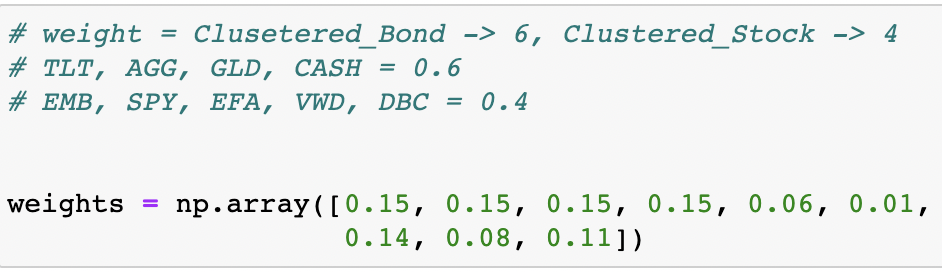 # weight = Clusetered_Bond -> 6, Clustered_Stock -> 4
# TLT, AGG, GLD, CASH = 0.6
# EMB, SPY, EFA, VWD, DBC = 0.4
weights = np.array([0.15, 0.15, 0.15, 0.15, 0.06, 0.01,
0.14, 0.08, 0.11])